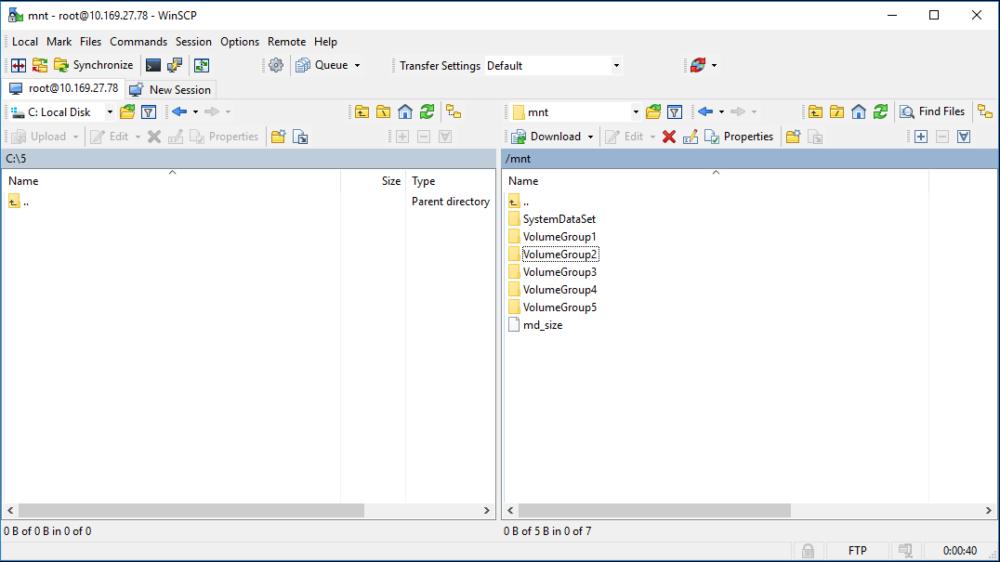 mnt - root@10.169.27.78 - WinSCP
Local Mark Files Commands Session Options Remote Help
Synchronize Queue Transfer Settings Default
root@10.169.27.78 New Session
C: Local Disk mnt Find Files
Upload Edit Properties Download Edit Properties
C:\5 /mnt
Name Size Type Name
.. Parent directory ..
SystemDataSet
VolumeGroup1
VolumeGroup2
VolumeGroup3
VolumeGroup4
VolumeGroup5
md_size
0 B of 0 B in 0 of 0 0 B of 5 B in 0 of 7
FTP 0:00:40